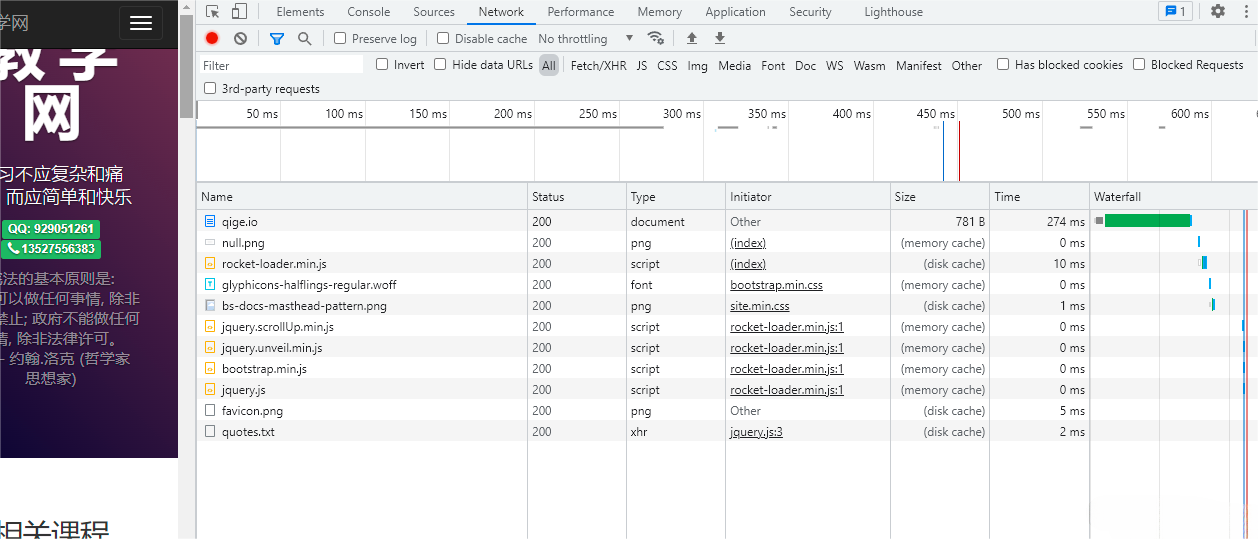 学网
教 学
网
习不应复杂和痛
而应简单和快乐
QQ: 929051261
13527556383
宪法的基本原则是:
可以做任何事情, 除非
禁止; 政府不能做任何
情, 除非法律许可。
- 约翰.洛克 (哲学家
思想家)
相关课程
Elements Console Sources Network Performance Memory Application Security Lighthouse 1
Preserve log Disable cache No throttling
Filter Invert Hide data URLs All Fetch/XHR JS CSS Img Media Font Doc WS Wasm Manifest Other Has blocked cookies Blocked Requests
3rd-party requests
50 ms 100 ms 150 ms 200 ms 250 ms 300 ms 350 ms 400 ms 450 ms 500 ms 550 ms 600 ms
Name Status Type Initiator Size Time Waterfall
qige.io 200 document Other 781 B 274 ms
null.png 200 png (index) (memory cache) 0 ms
rocket-loader.min.js 200 script (index) (disk cache) 10 ms
glyphicons-halflings-regular.woff 200 font bootstrap.min.css (memory cache) 0 ms
bs-docs-masthead-pattern.png 200 png site.min.css (disk cache) 1 ms
jquery.scrollUp.min.js 200 script rocket-loader.min.js:1 (memory cache) 0 ms
jquery.unveil.min.js 200 script rocket-loader.min.js:1 (memory cache) 0 ms
bootstrap.min.js 200 script rocket-loader.min.js:1 (memory cache) 0 ms
jquery.js 200 script rocket-loader.min.js:1 (memory cache) 0 ms
favicon.png 200 png Other (disk cache) 5 ms
quotes.txt 200 xhr jquery.js:3 (disk cache) 2 ms